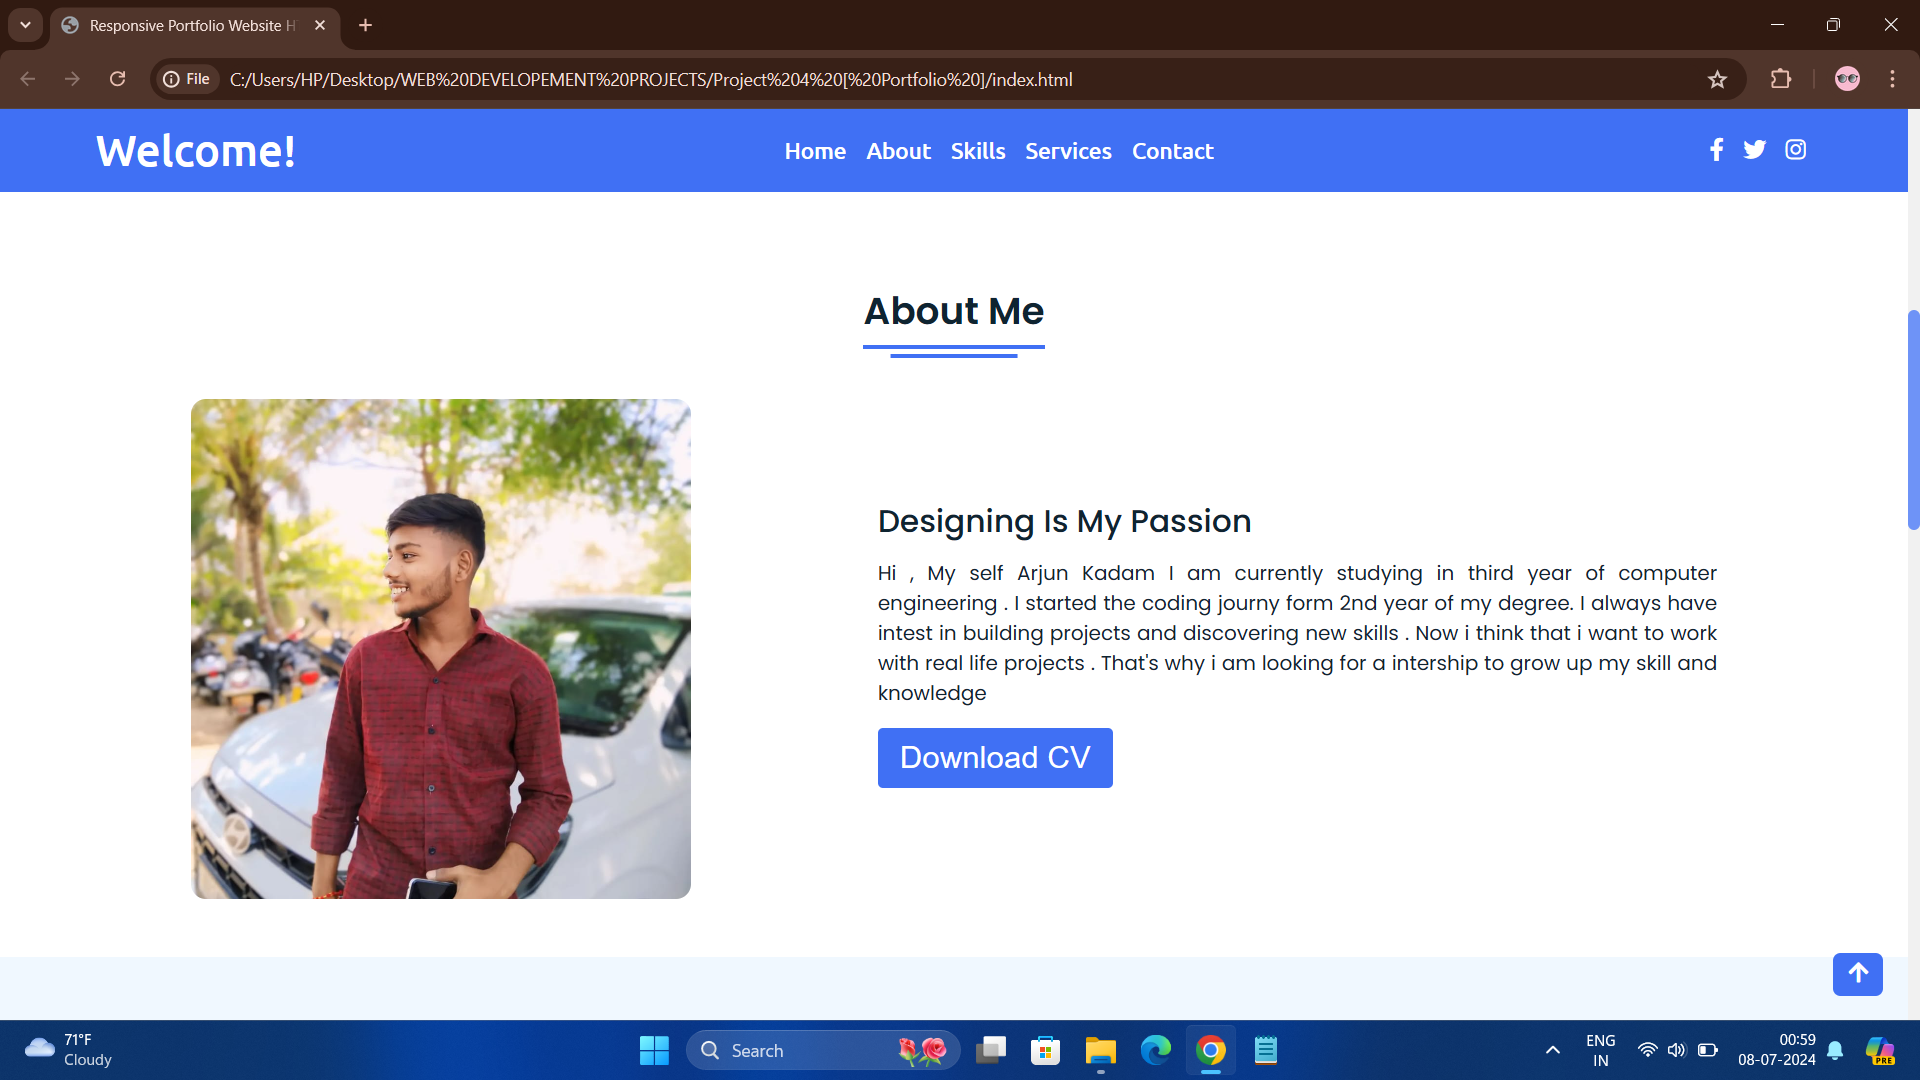 Responsive Portfolio Website H
File
C:/Users/HP/Desktop/WEB%20DEVELOPEMENT%20PROJECTS/Project%204%20[%20Portfolio%20]/index.html
Welcome!
Home About Skills Services Contact
About Me
Designing Is My Passion
Hi , My self Arjun Kadam I am currently studying in third year of computer
engineering . I started the coding journy form 2nd year of my degree. I always have
intest in building projects and discovering new skills . Now i think that i want to work
with real life projects . That's why i am looking for a intership to grow up my skill and
knowledge
Download CV
71°F
Cloudy
Search
ENG
IN
00:59
08-07-2024
PRE